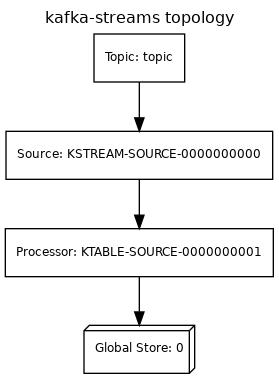 kafka-streams topology
Topic: topic
Source: KSTREAM-SOURCE-0000000000
Processor: KTABLE-SOURCE-0000000001
Global Store: 0